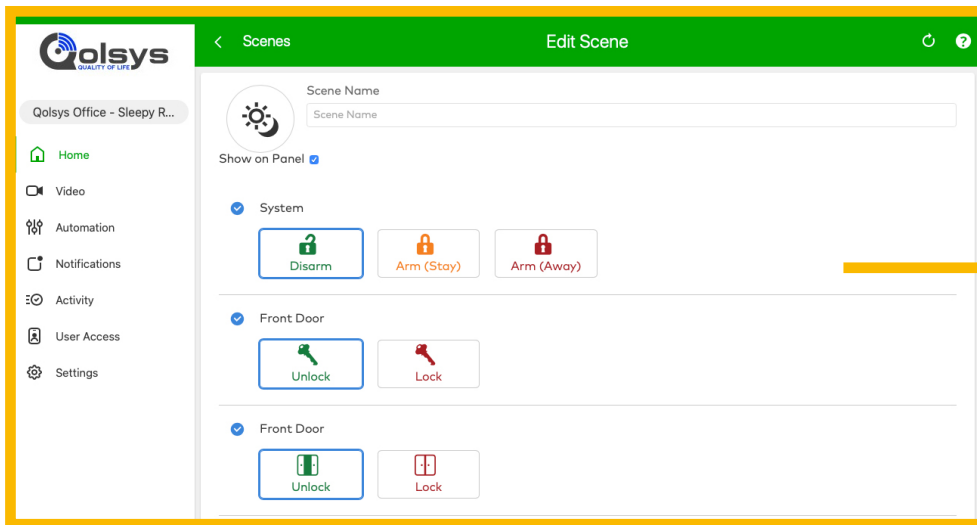 Qolsys
QUALITY OF LIFE
Qolsys Office - Sleepy R...
Home
Video
Automation
Notifications
Activity
User Access
Settings
Scenes
Edit Scene
?
Scene Name
Scene Name
Show on Panel
System
Disarm
Arm (Stay)
Arm (Away)
Front Door
Unlock
Lock
Front Door
Unlock
Lock